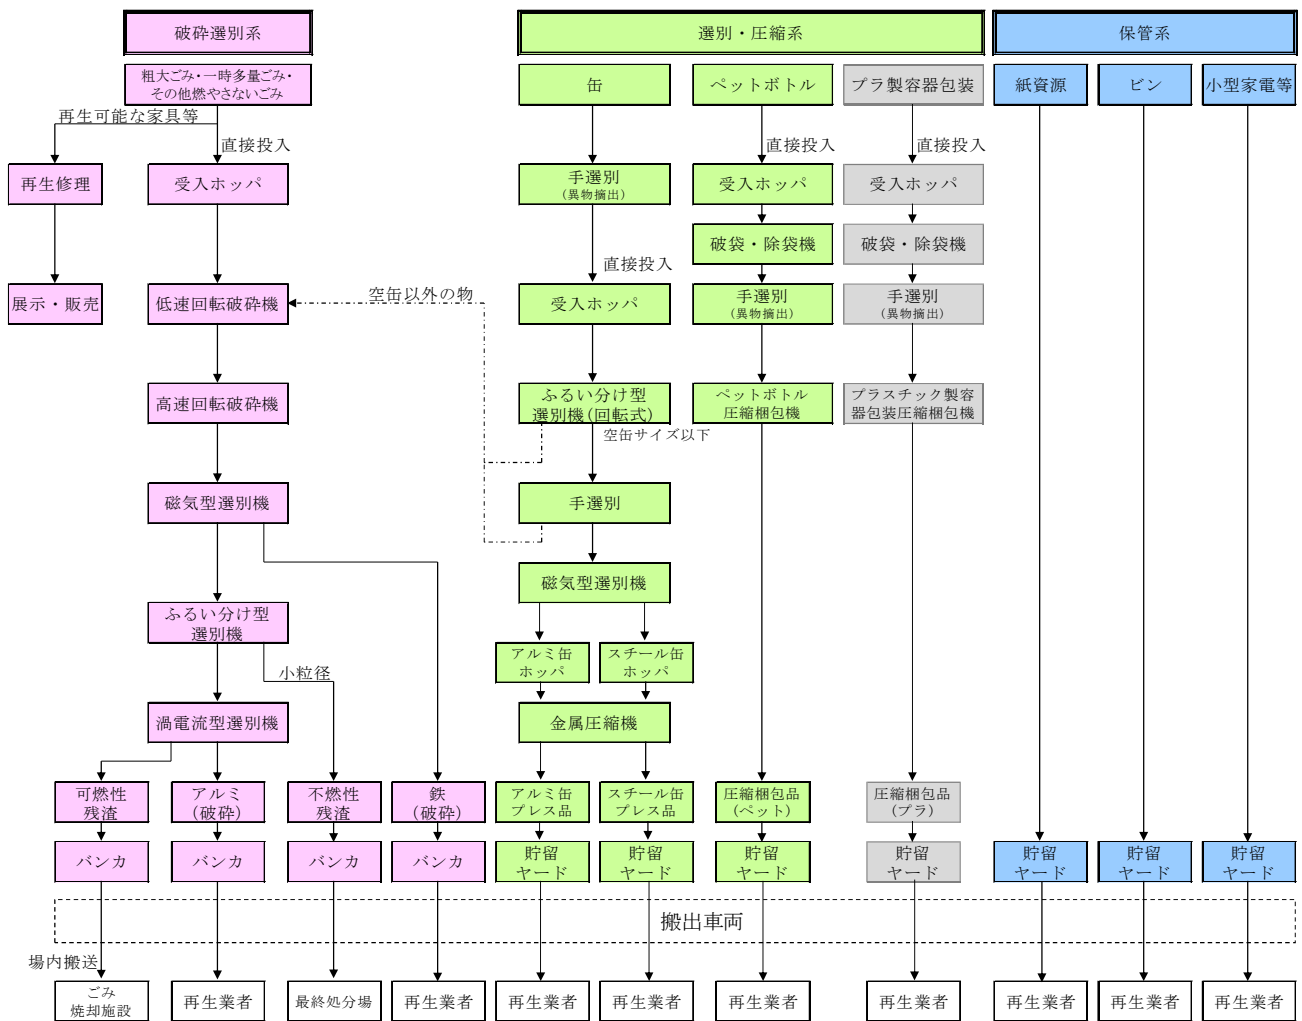 破砕選別系
選別・圧縮系
保管系
粗大ごみ・一時多量ごみ・
その他燃やさないごみ
缶
ペットボトル
プラ製容器包装
紙資源
ビン
小型家電等
再生可能な家具等
直接投入
直接投入
直接投入
再生修理
受入ホッパ
手選別
(異物摘出)
受入ホッパ
受入ホッパ
破袋・除袋機
破袋・除袋機
直接投入
展示・販売
低速回転破砕機
空缶以外の物
受入ホッパ
手選別
(異物摘出)
手選別
(異物摘出)
高速回転破砕機
ふるい分け型
選別機(回転式)
ペットボトル
圧縮梱包機
プラスチック製容
器包装圧縮梱包機
空缶サイズ以下
磁気型選別機
手選別
磁気型選別機
ふるい分け型
選別機
アルミ缶
ホッパ
スチール缶
ホッパ
小粒径
渦電流型選別機
金属圧縮機
可燃性
残渣
アルミ
(破砕)
不燃性
残渣
鉄
(破砕)
アルミ缶
プレス品
スチール缶
プレス品
圧縮梱包品
(ペット)
圧縮梱包品
(プラ)
バンカ
バンカ
バンカ
バンカ
貯留
ヤード
貯留
ヤード
貯留
ヤード
貯留
ヤード
貯留
ヤード
貯留
ヤード
貯留
ヤード
搬出車両
場内搬送
ごみ
焼却施設
再生業者
最終処分場
再生業者
再生業者
再生業者
再生業者
再生業者
再生業者
再生業者
再生業者